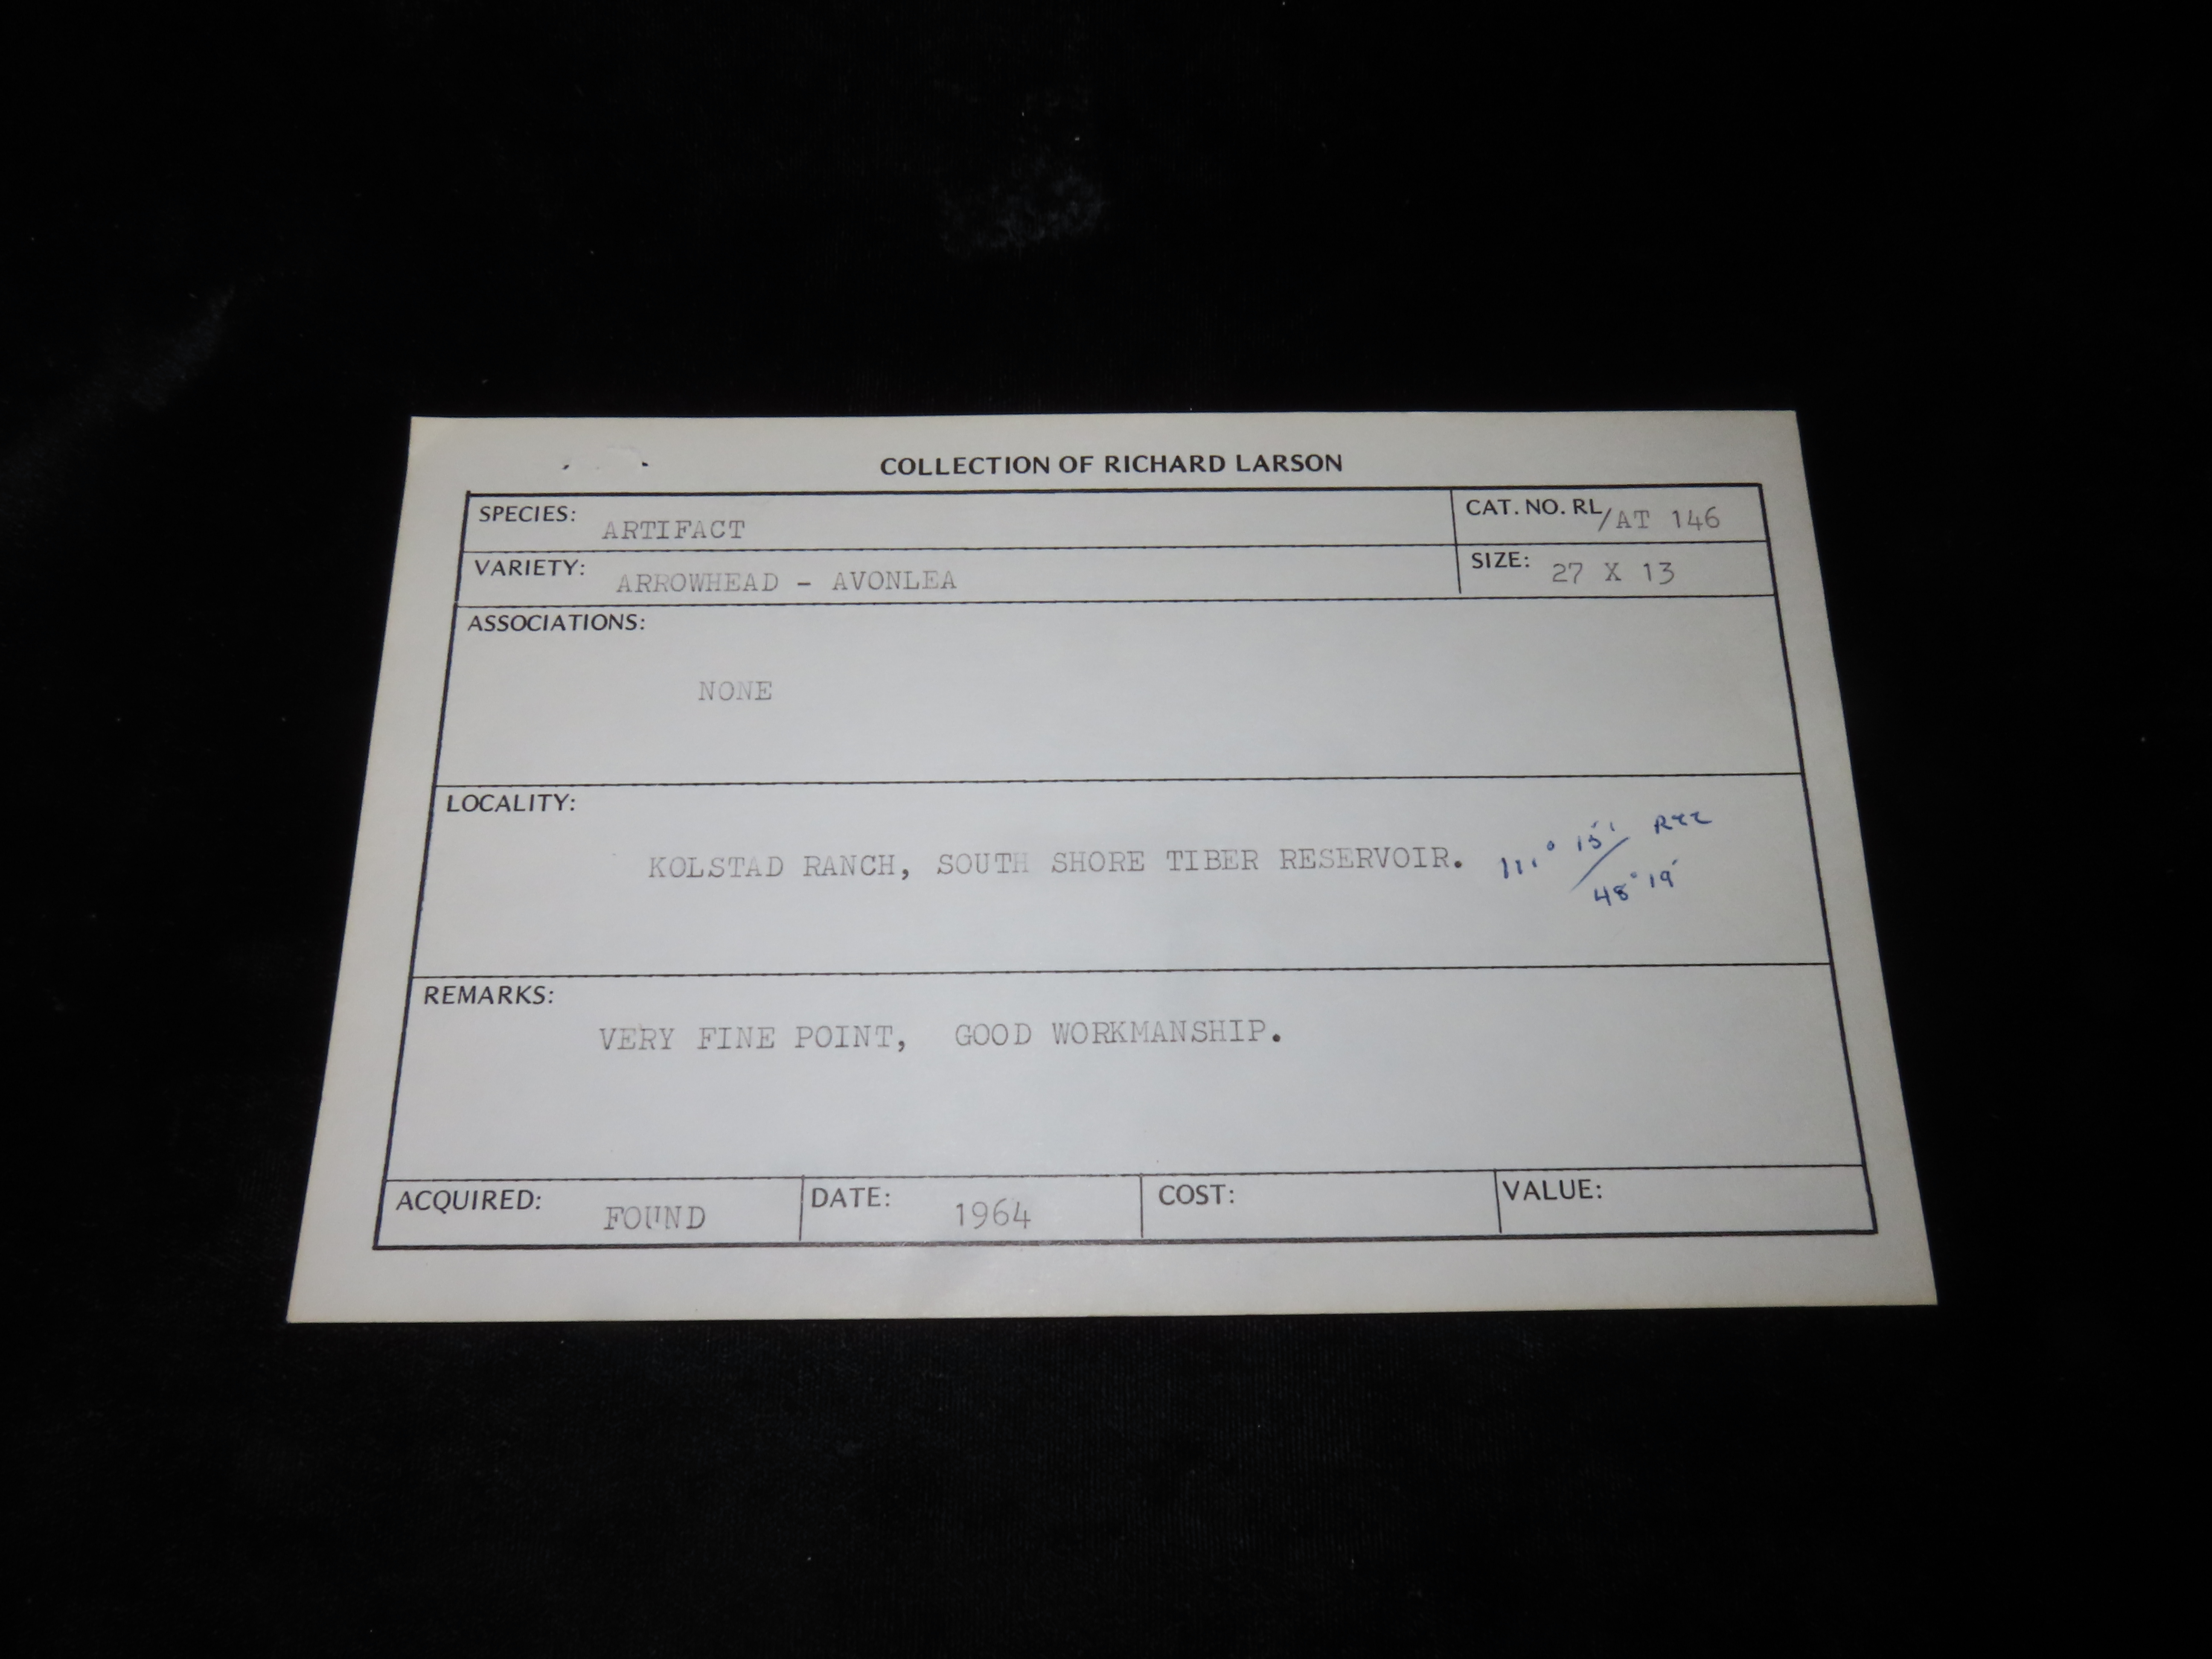 COLLECTION OF RICHARD LARSON
SPECIES: ARTIFACT
CAT. NO. RL/AT 146
VARIETY: ARROWHEAD - AVONLEA
SIZE: 27 X 13
ASSOCIATIONS:
NONE
LOCALITY:
KOLSTAD RANCH, SOUTH SHORE TIBER RESERVOIR. 111° 15' /
48° 19'
REMARKS:
VERY FINE POINT, GOOD WORKMANSHIP.
ACQUIRED: FOUND
DATE: 1964
COST:
VALUE: